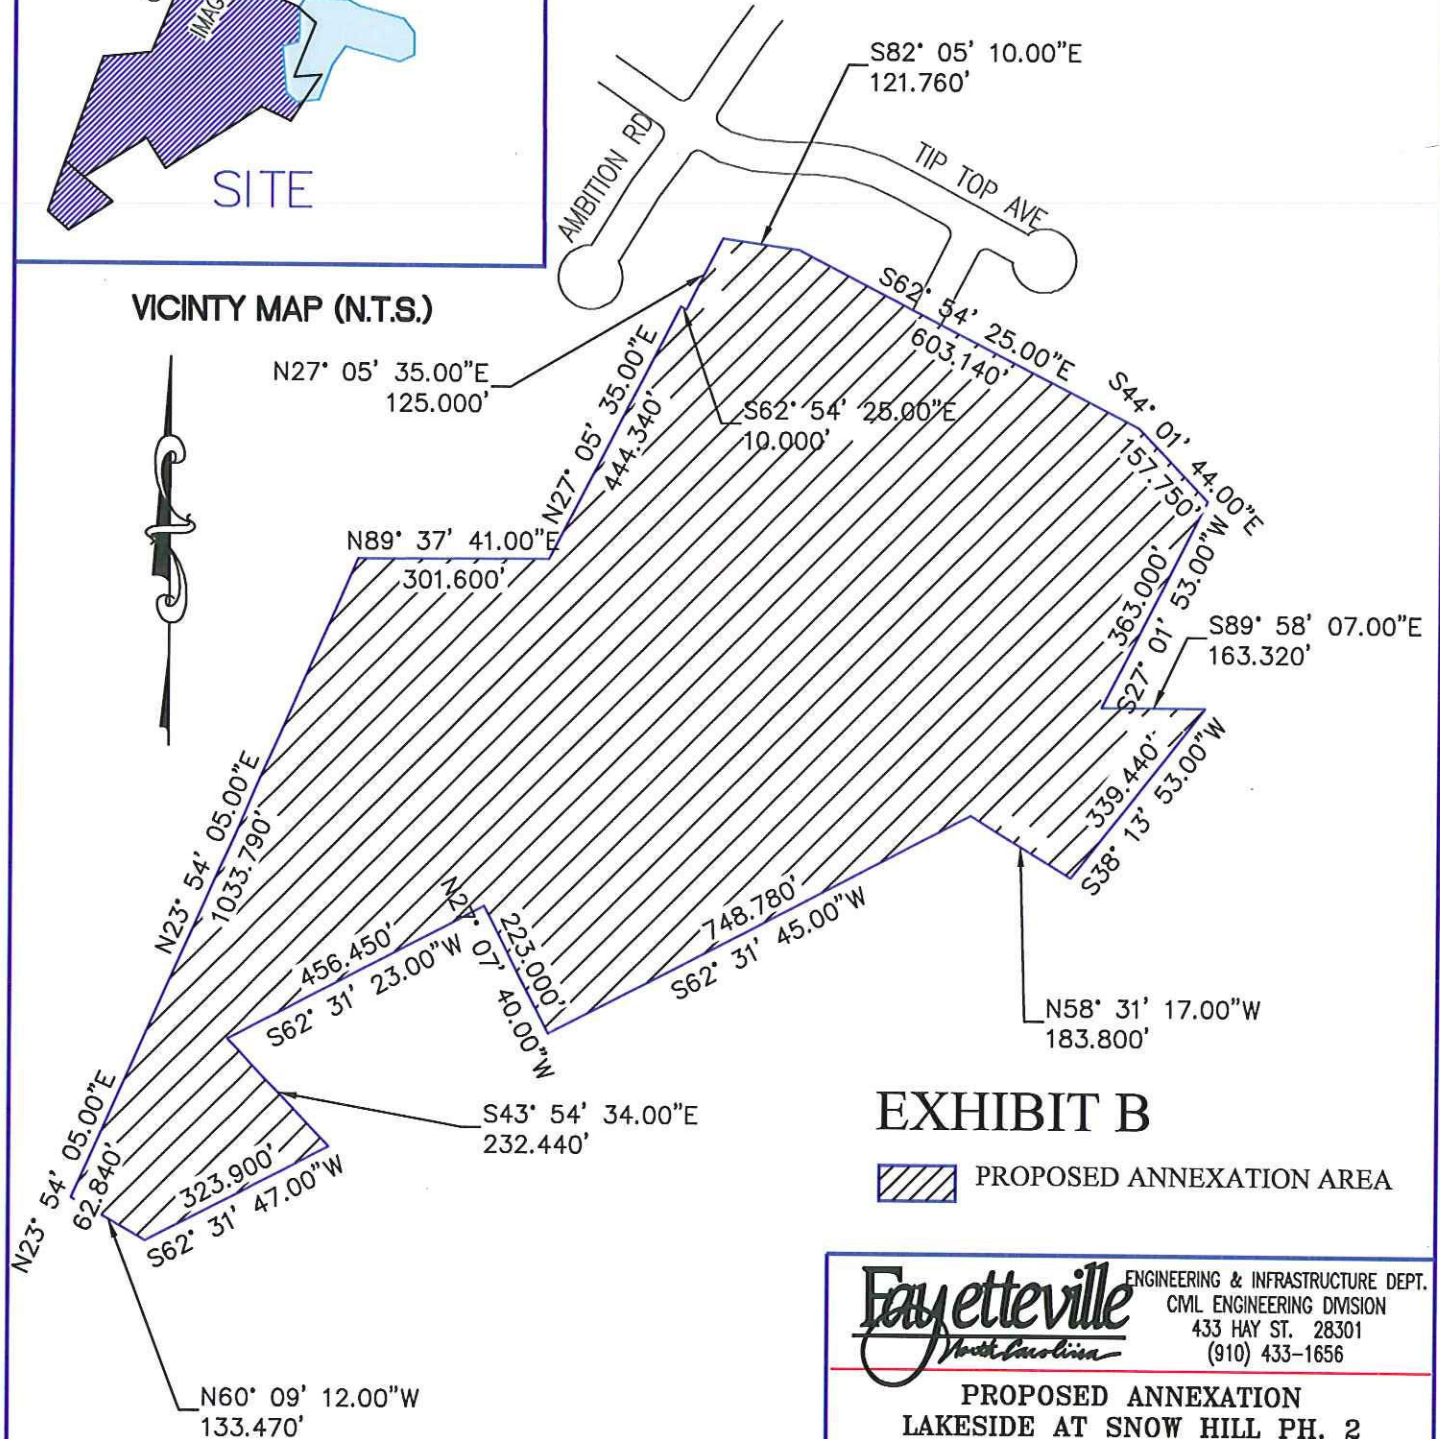 SITE
VICINTY MAP (N.T.S.)
AMBITION RD
TIP TOP AVE
S82° 05' 10.00"E
121.760'
S62° 54' 25.00"E
603.140'
S44° 01' 44.00"E
157.750'
N27° 05' 35.00"E
125.000'
S62° 54' 25.00"E
10.000'
N27° 05' 35.00"E
444.340'
N89° 37' 41.00"E
301.600'
363.000'
S27° 01' 53.00"W
S89° 58' 07.00"E
163.320'
339.440'
S38° 13' 53.00"W
N23° 54' 05.00"E
1033.790'
748.780'
S62° 31' 45.00"W
N58° 31' 17.00"W
183.800'
223.000'
N27° 07' 40.00"W
456.450'
S62° 31' 23.00"W
S43° 54' 34.00"E
232.440'
N23° 54' 05.00"E
62.840'
323.900'
S62° 31' 47.00"W
N60° 09' 12.00"W
133.470'
EXHIBIT B
PROPOSED ANNEXATION AREA
Fayetteville
North Carolina
ENGINEERING & INFRASTRUCTURE DEPT.
CIVIL ENGINEERING DIVISION
433 HAY ST. 28301
(910) 433-1656
PROPOSED ANNEXATION
LAKESIDE AT SNOW HILL PH. 2